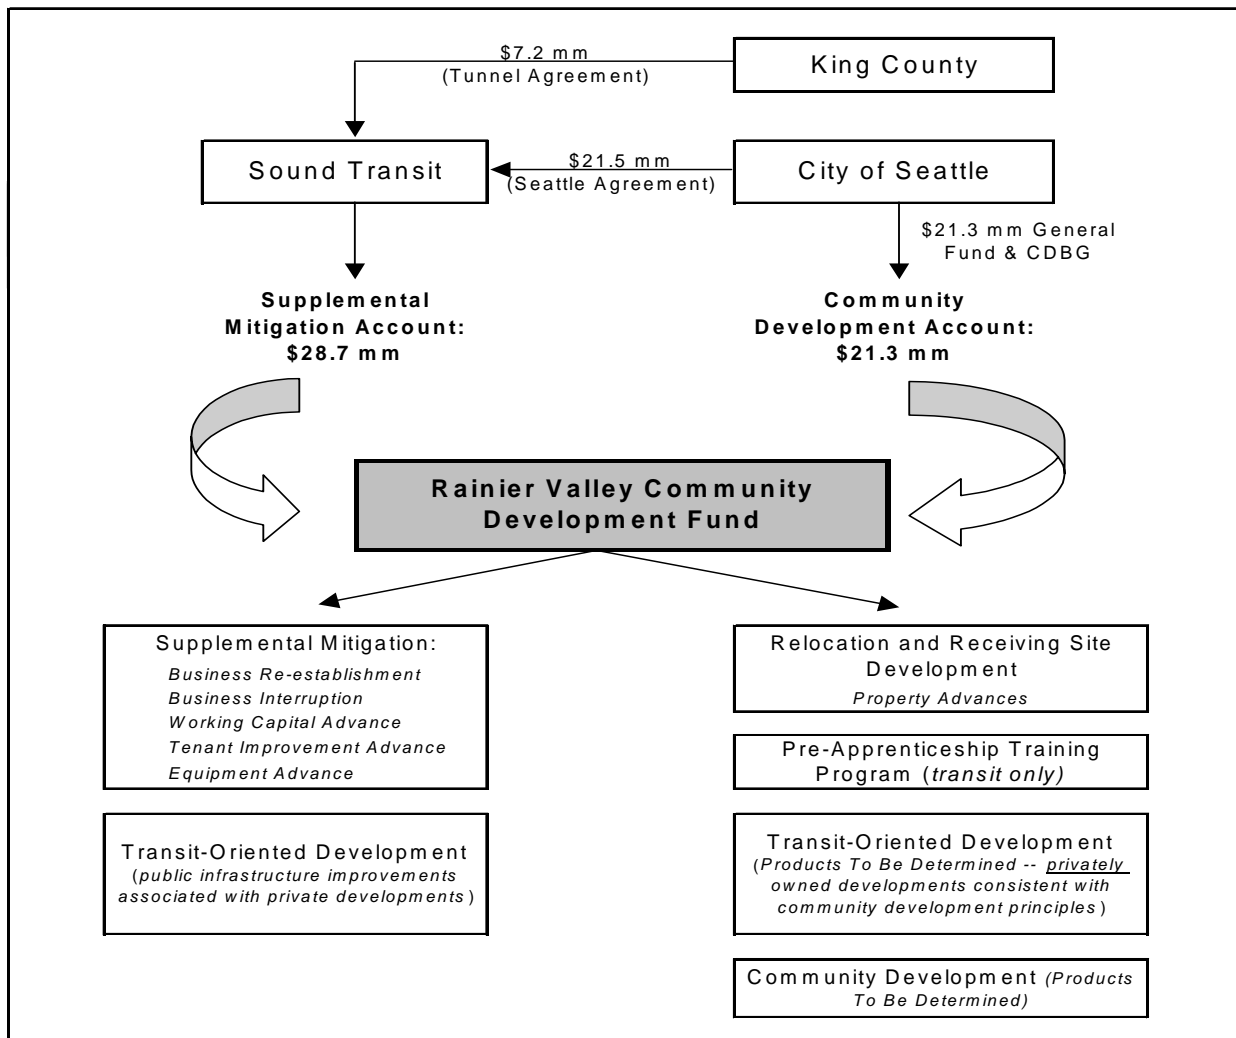 $7.2 mm
(Tunnel Agreement)
King County
Sound Transit
$21.5 mm
(Seattle Agreement)
City of Seattle
$21.3 mm General
Fund & CDBG
Supplemental
Mitigation Account:
$28.7 mm
Community
Development Account:
$21.3 mm
Rainier Valley Community
Development Fund
Supplemental Mitigation:
Business Re-establishment
Business Interruption
Working Capital Advance
Tenant Improvement Advance
Equipment Advance
Transit-Oriented Development
(public infrastructure improvements
associated with private developments)
Relocation and Receiving Site
Development
Property Advances
Pre-Apprenticeship Training
Program (transit only)
Transit-Oriented Development
(Products To Be Determined -- privately
owned developments consistent with
community development principles)
Community Development (Products
To Be Determined)